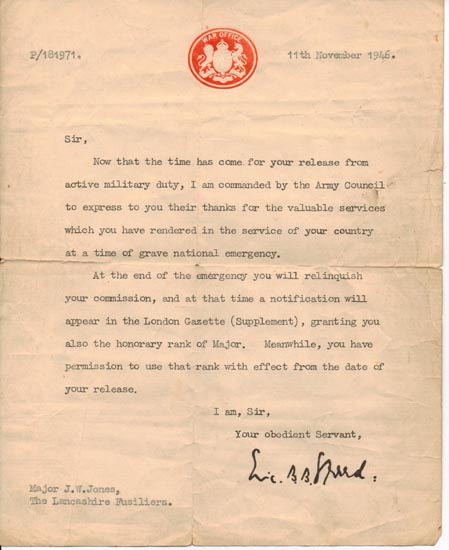 P/181971.
WAR OFFICE
11th November 1946.
Sir,
Now that the time has come for your release from
active military duty, I am commanded by the Army Council
to express to you their thanks for the valuable services
which you have rendered in the service of your country
at a time of grave national emergency.
At the end of the emergency you will relinquish
your commission, and at that time a notification will
appear in the London Gazette (Supplement), granting you
also the honorary rank of Major. Meanwhile, you have
permission to use that rank with effect from the date of
your release.
I am, Sir,
Your obedient Servant,
Eric. B. B. Speed.
Major J.W.Jones,
The Lancashire Fusiliers.